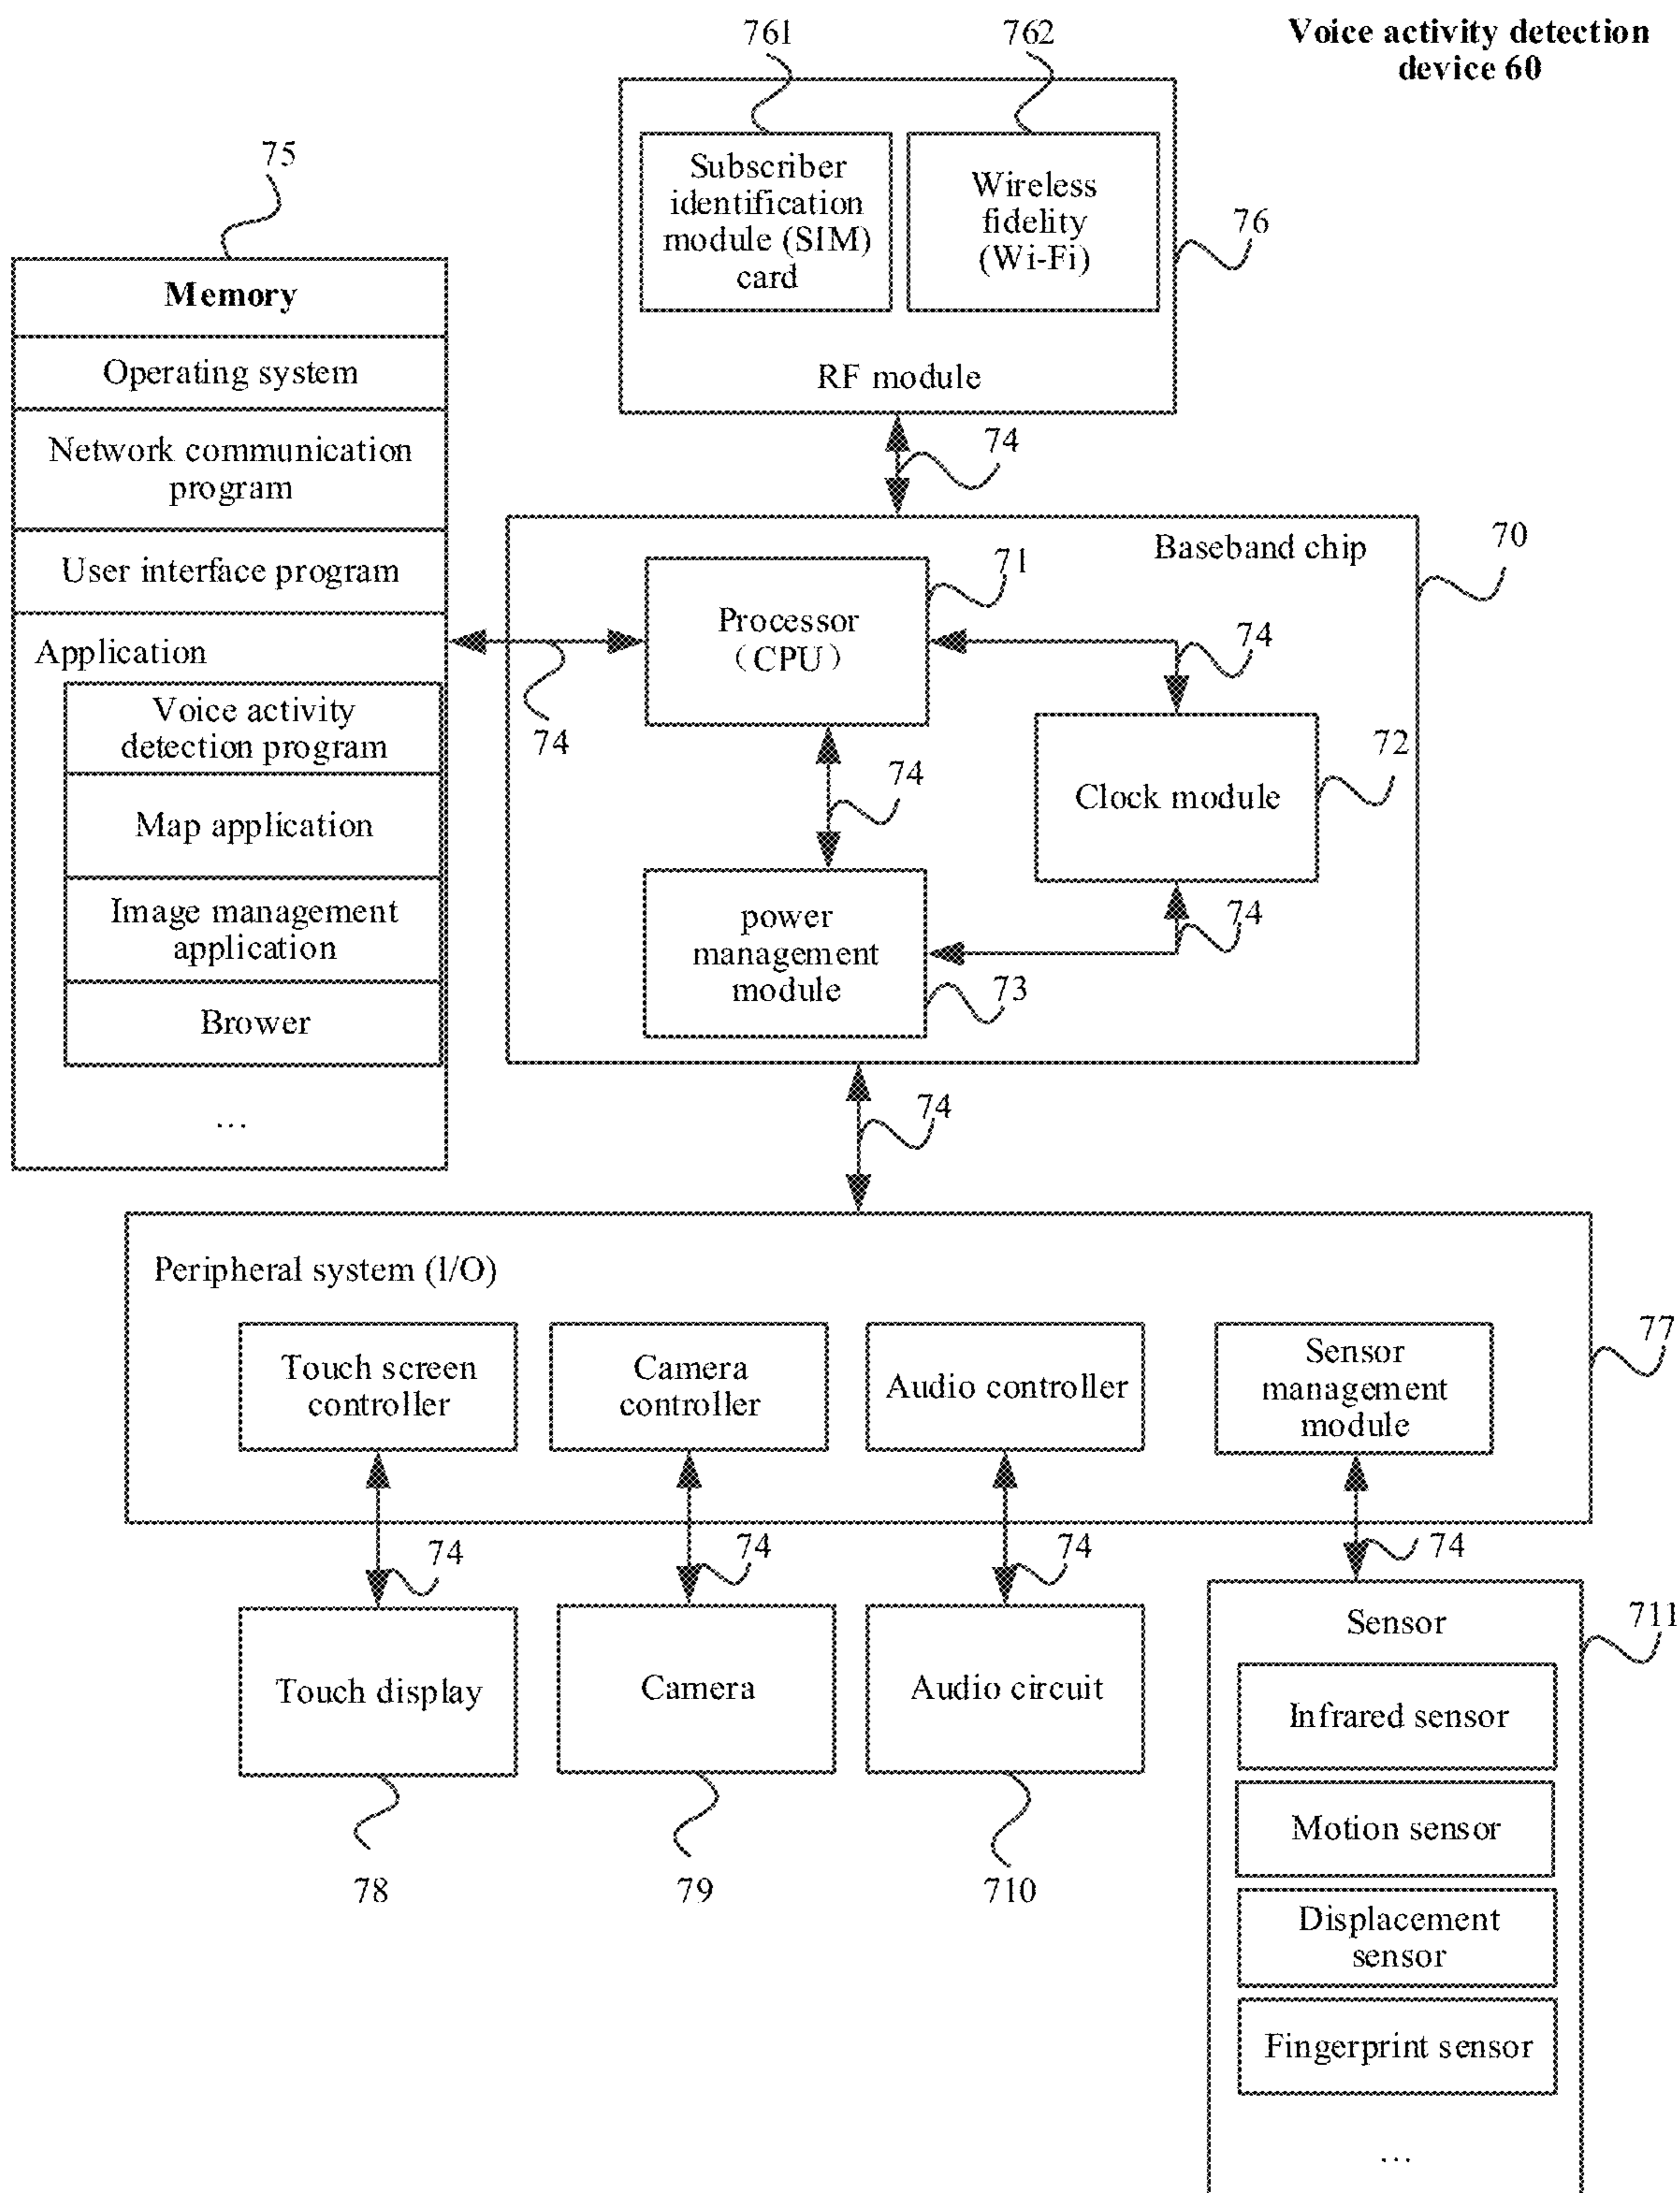 Voice activity detection
device 60
761
762
Subscriber
identification
module (SIM)
card
Wireless
fidelity
(Wi-Fi)
76
RF module
75
Memory
Operating system
Network communication
program
User interface program
Application
Voice activity
detection program
Map application
Image management
application
Brower
...
74
74
Baseband chip
70
Processor
(CPU)
71
74
Clock module
72
74
power
management
module
73
74
74
Peripheral system (I/O)
77
Touch screen
controller
Camera
controller
Audio controller
Sensor
management
module
74
74
74
74
Touch display
78
Camera
79
Audio circuit
710
Sensor
711
Infrared sensor
Motion sensor
Displacement
sensor
Fingerprint sensor
...